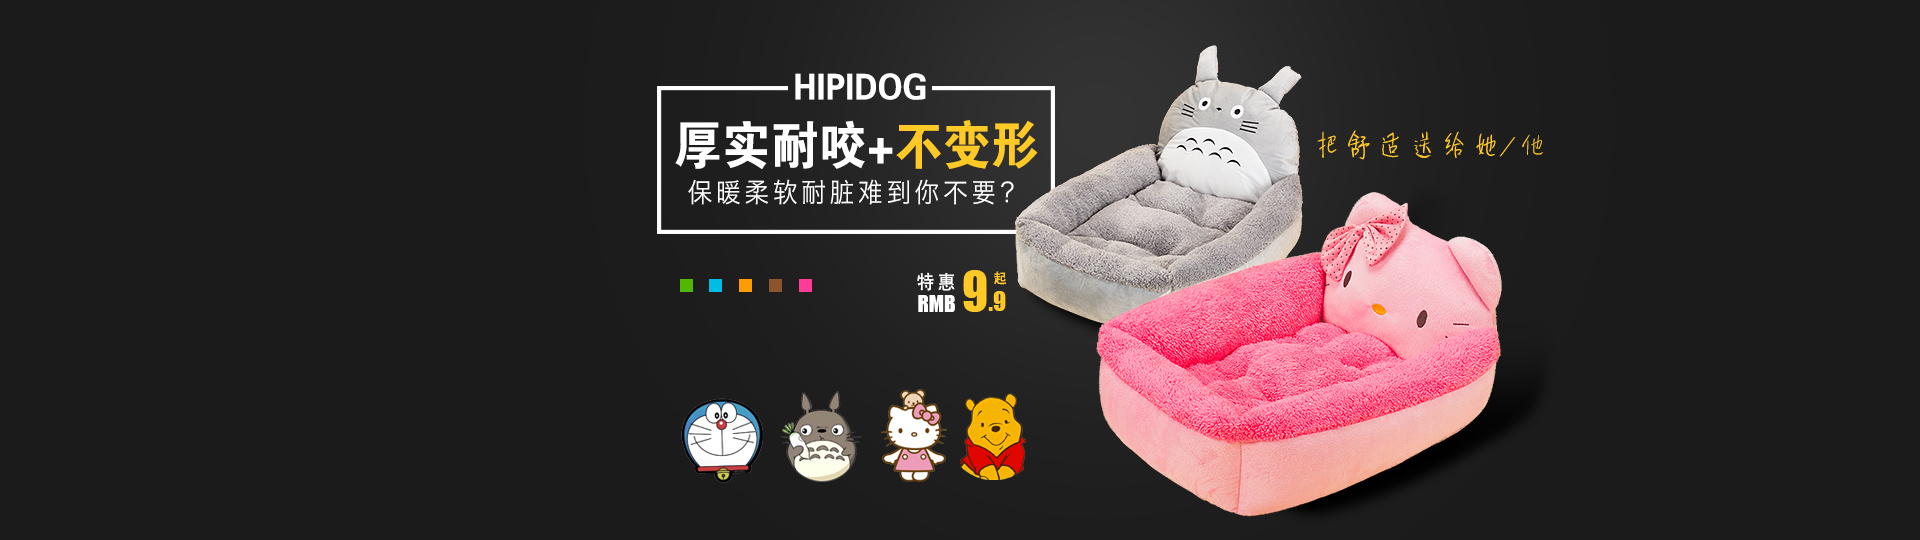 HIPIDOG
厚实耐咬+不变形
保暖柔软耐脏难到你不要?
把舒适送给她/他
特惠
RMB 9.9起